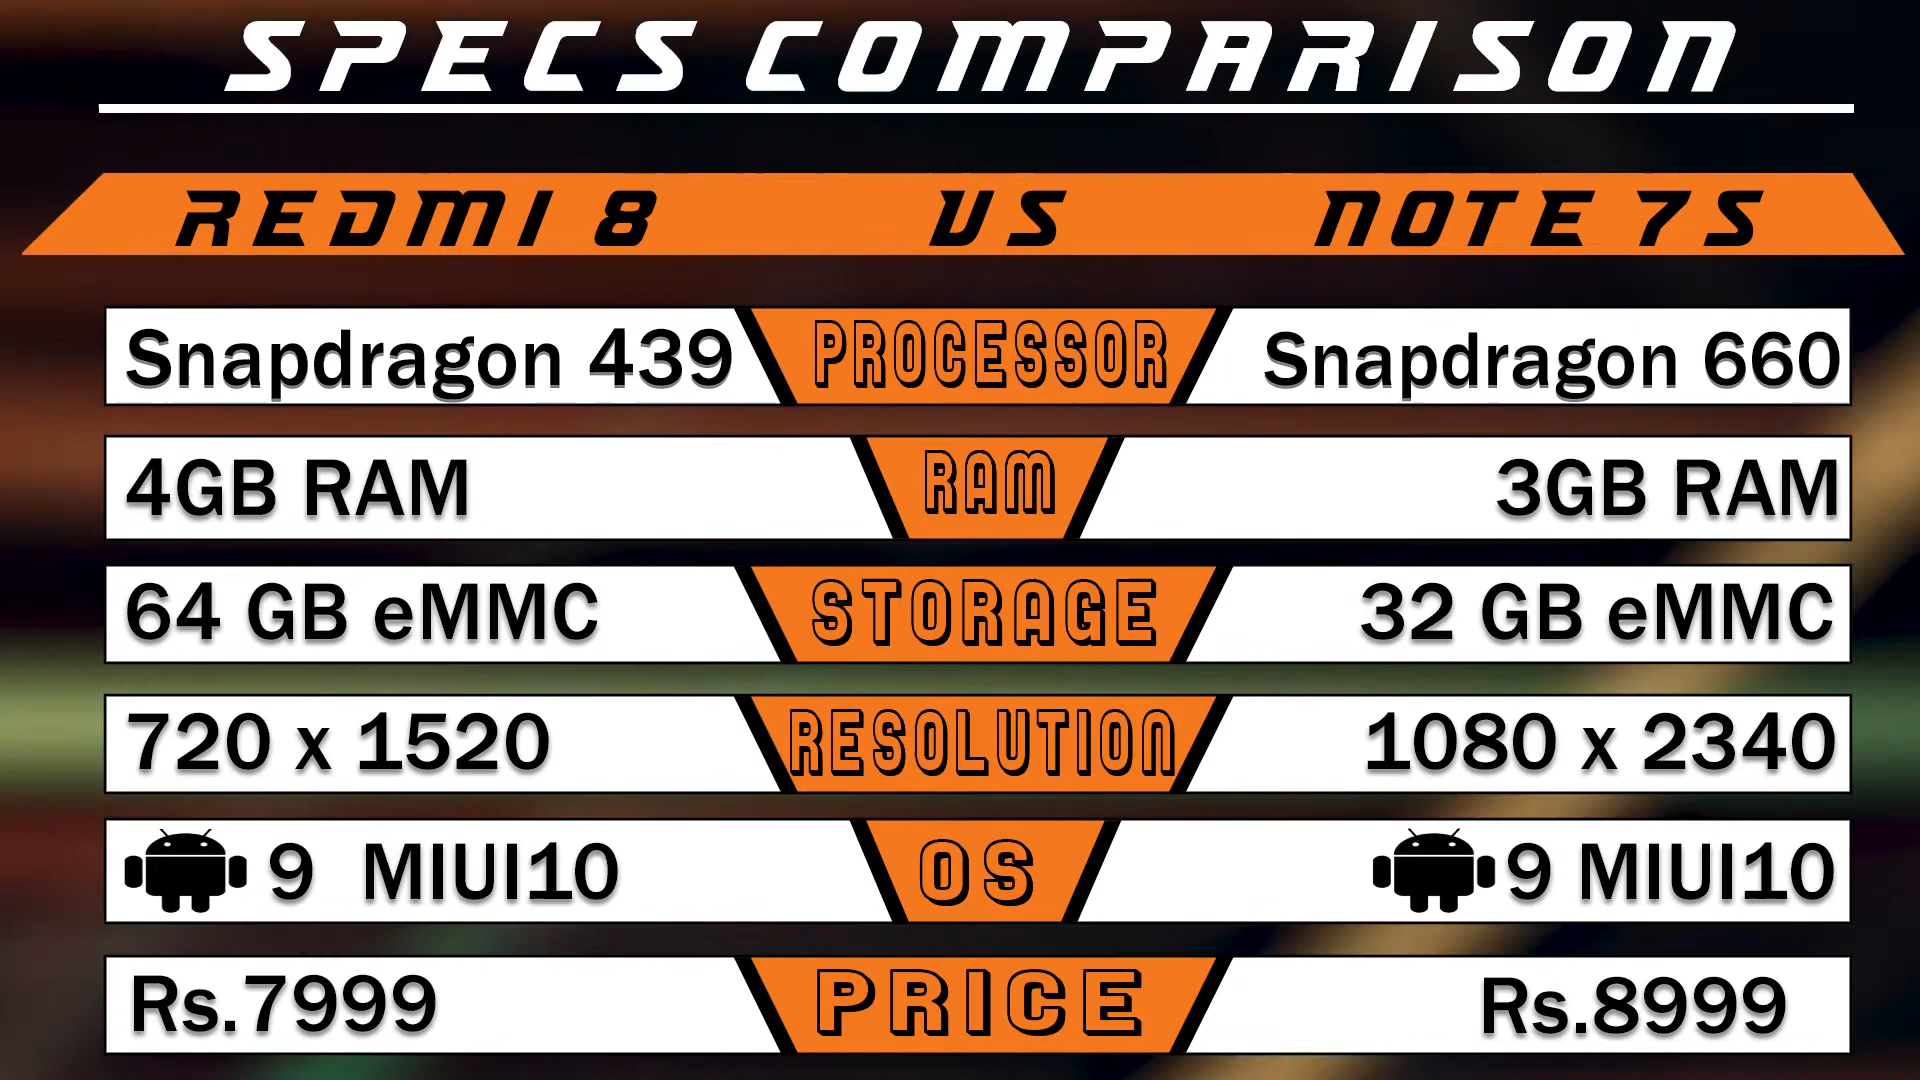 SPECS COMPARISON
REDMI 8 VS NOTE 7S
Snapdragon 439 PROCESSOR Snapdragon 660
4GB RAM RAM 3GB RAM
64 GB eMMC STORAGE 32 GB eMMC
720 x 1520 RESOLUTION 1080 x 2340
9 MIUI10 OS 9 MIUI10
Rs.7999 PRICE Rs.8999